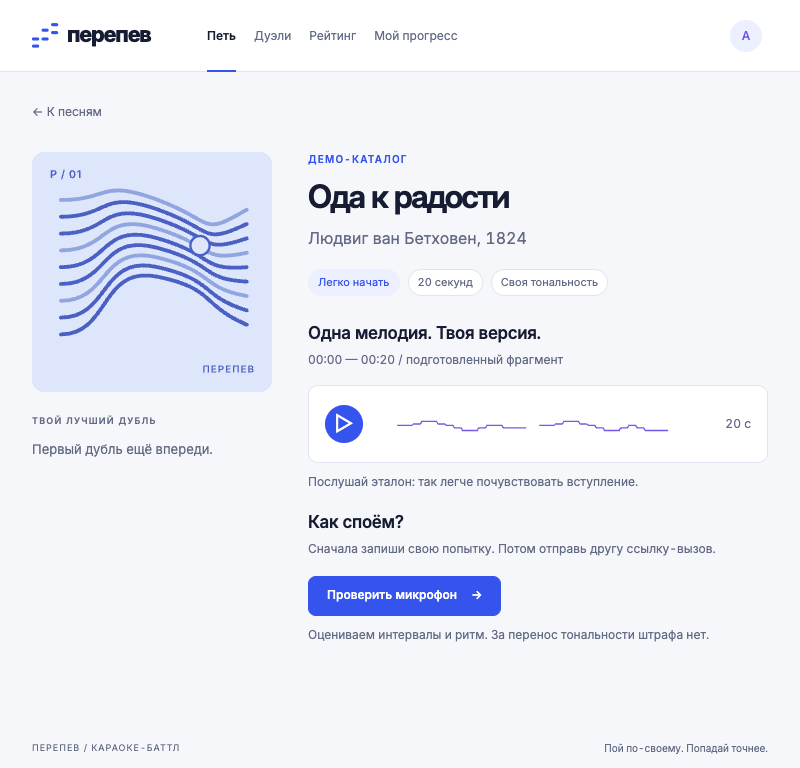 перепев
Петь
Дуэли
Рейтинг
Мой прогресс
А
← К песням
Р / 01
ПЕРЕПЕВ
ТВОЙ ЛУЧШИЙ ДУБЛЬ
Первый дубль ещё впереди.
ДЕМО-КАТАЛОГ
Ода к радости
Людвиг ван Бетховен, 1824
Легко начать
20 секунд
Своя тональность
Одна мелодия. Твоя версия.
00:00 — 00:20 / подготовленный фрагмент
20 с
Послушай эталон: так легче почувствовать вступление.
Как споём?
Сначала запиши свою попытку. Потом отправь другу ссылку-вызов.
Проверить микрофон →
Оцениваем интервалы и ритм. За перенос тональности штрафа нет.
ПЕРЕПЕВ / КАРАОКЕ-БАТТЛ
Пой по-своему. Попадай точнее.